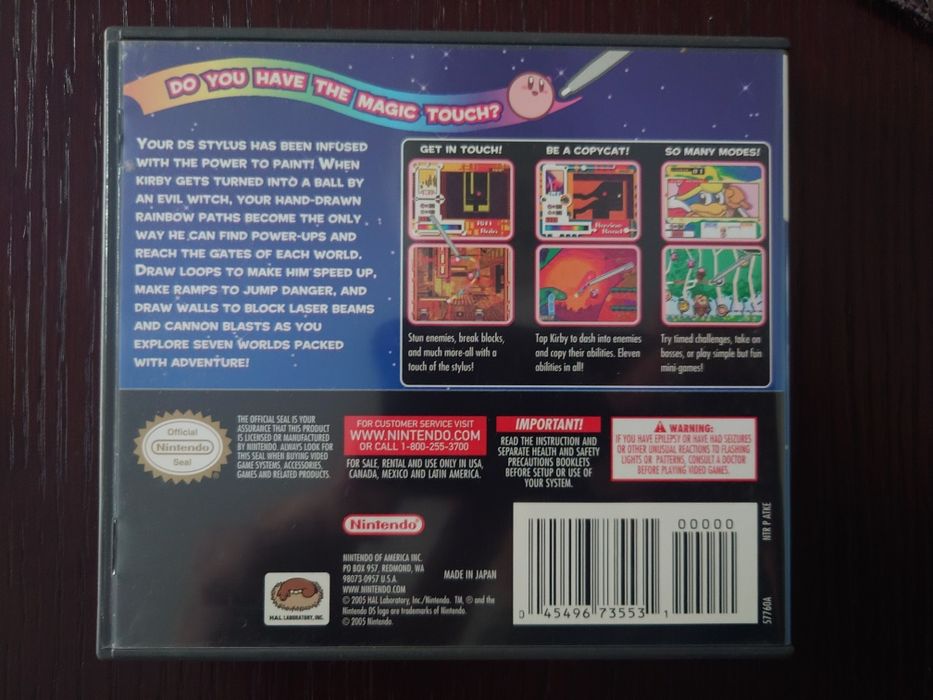 DO YOU HAVE THE MAGIC TOUCH?
YOUR DS STYLUS HAS BEEN INFUSED
WITH THE POWER TO PAINT! WHEN
KIRBY GETS TURNED INTO A BALL BY
AN EVIL WITCH, YOUR HAND-DRAWN
RAINBOW PATHS BECOME THE ONLY
WAY HE CAN FIND POWER-UPS AND
REACH THE GATES OF EACH WORLD.
DRAW LOOPS TO MAKE HIM SPEED UP,
MAKE RAMPS TO JUMP DANGER, AND
DRAW WALLS TO BLOCK LASER BEAMS
AND CANNON BLASTS AS YOU
EXPLORE SEVEN WORLDS PACKED
WITH ADVENTURE!
GET IN TOUCH!
Stun enemies, break blocks,
and much more-all with a
touch of the stylus!
BE A COPYCAT!
Tap Kirby to dash into enemies
and copy their abilities. Eleven
abilities in all!
SO MANY MODES!
Try timed challenges, take on
bosses, or play simple but fun
mini-games!
Official
Nintendo
Seal
THE OFFICIAL SEAL IS YOUR
ASSURANCE THAT THIS PRODUCT
IS LICENSED OR MANUFACTURED
BY NINTENDO. ALWAYS LOOK FOR
THIS SEAL WHEN BUYING VIDEO
GAME SYSTEMS, ACCESSORIES,
GAMES AND RELATED PRODUCTS.
FOR CUSTOMER SERVICE VISIT
WWW.NINTENDO.COM
OR CALL 1-800-255-3700
FOR SALE, RENTAL AND USE ONLY IN USA,
CANADA, MEXICO AND LATIN AMERICA.
IMPORTANT!
READ THE INSTRUCTION AND
SEPARATE HEALTH AND SAFETY
PRECAUTIONS BOOKLETS
BEFORE SETUP OR USE OF
YOUR SYSTEM.
WARNING:
IF YOU HAVE EPILEPSY OR HAVE HAD SEIZURES
OR OTHER UNUSUAL REACTIONS TO FLASHING
LIGHTS OR PATTERNS, CONSULT A DOCTOR
BEFORE PLAYING VIDEO GAMES.
Nintendo®
NINTENDO OF AMERICA INC.
PO BOX 957, REDMOND, WA
98073-0957 U.S.A.
WWW.NINTENDO.COM
© 2005 HAL Laboratory, Inc./Nintendo. TM, ® and the
Nintendo DS logo are trademarks of Nintendo.
© 2005 Nintendo.
MADE IN JAPAN
HAL LABORATORY, INC.
00000
0 45496 73553 1
NTR P ATKE
57760A